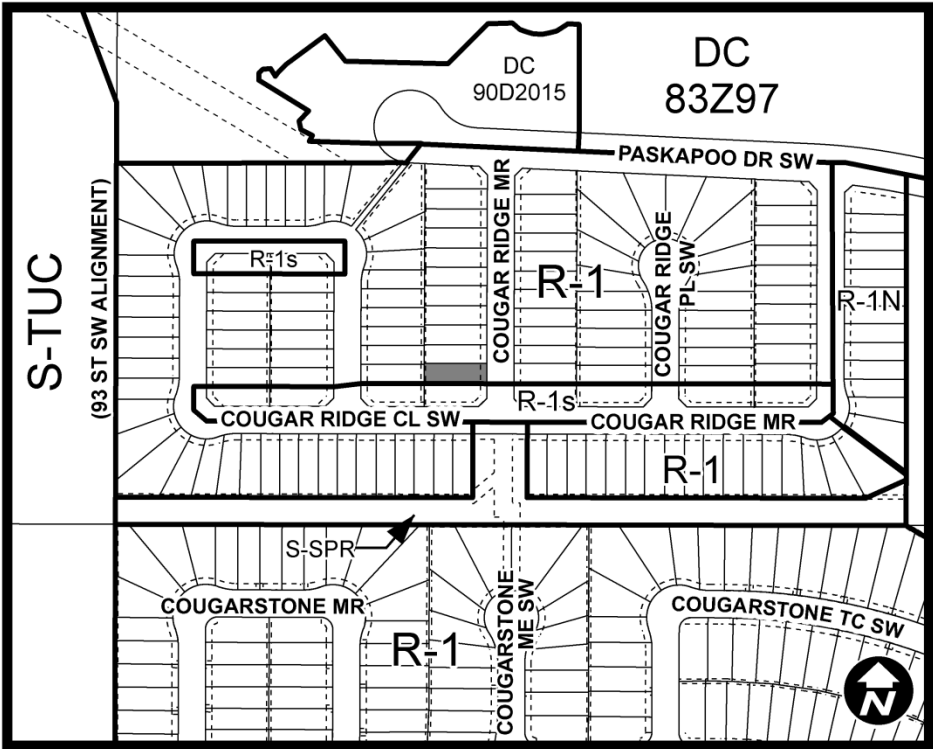 DC
90D2015
DC
83Z97
PASKAPOO DR SW
S-TUC
(93 ST SW ALIGNMENT)
R-1s
COUGAR RIDGE MR
R-1
COUGAR RIDGE
PL SW
R-1N
R-1s
COUGAR RIDGE CL SW
COUGAR RIDGE MR
R-1
S-SPR
COUGARSTONE MR
R-1
COUGARSTONE
ME SW
COUGARSTONE TC SW
N